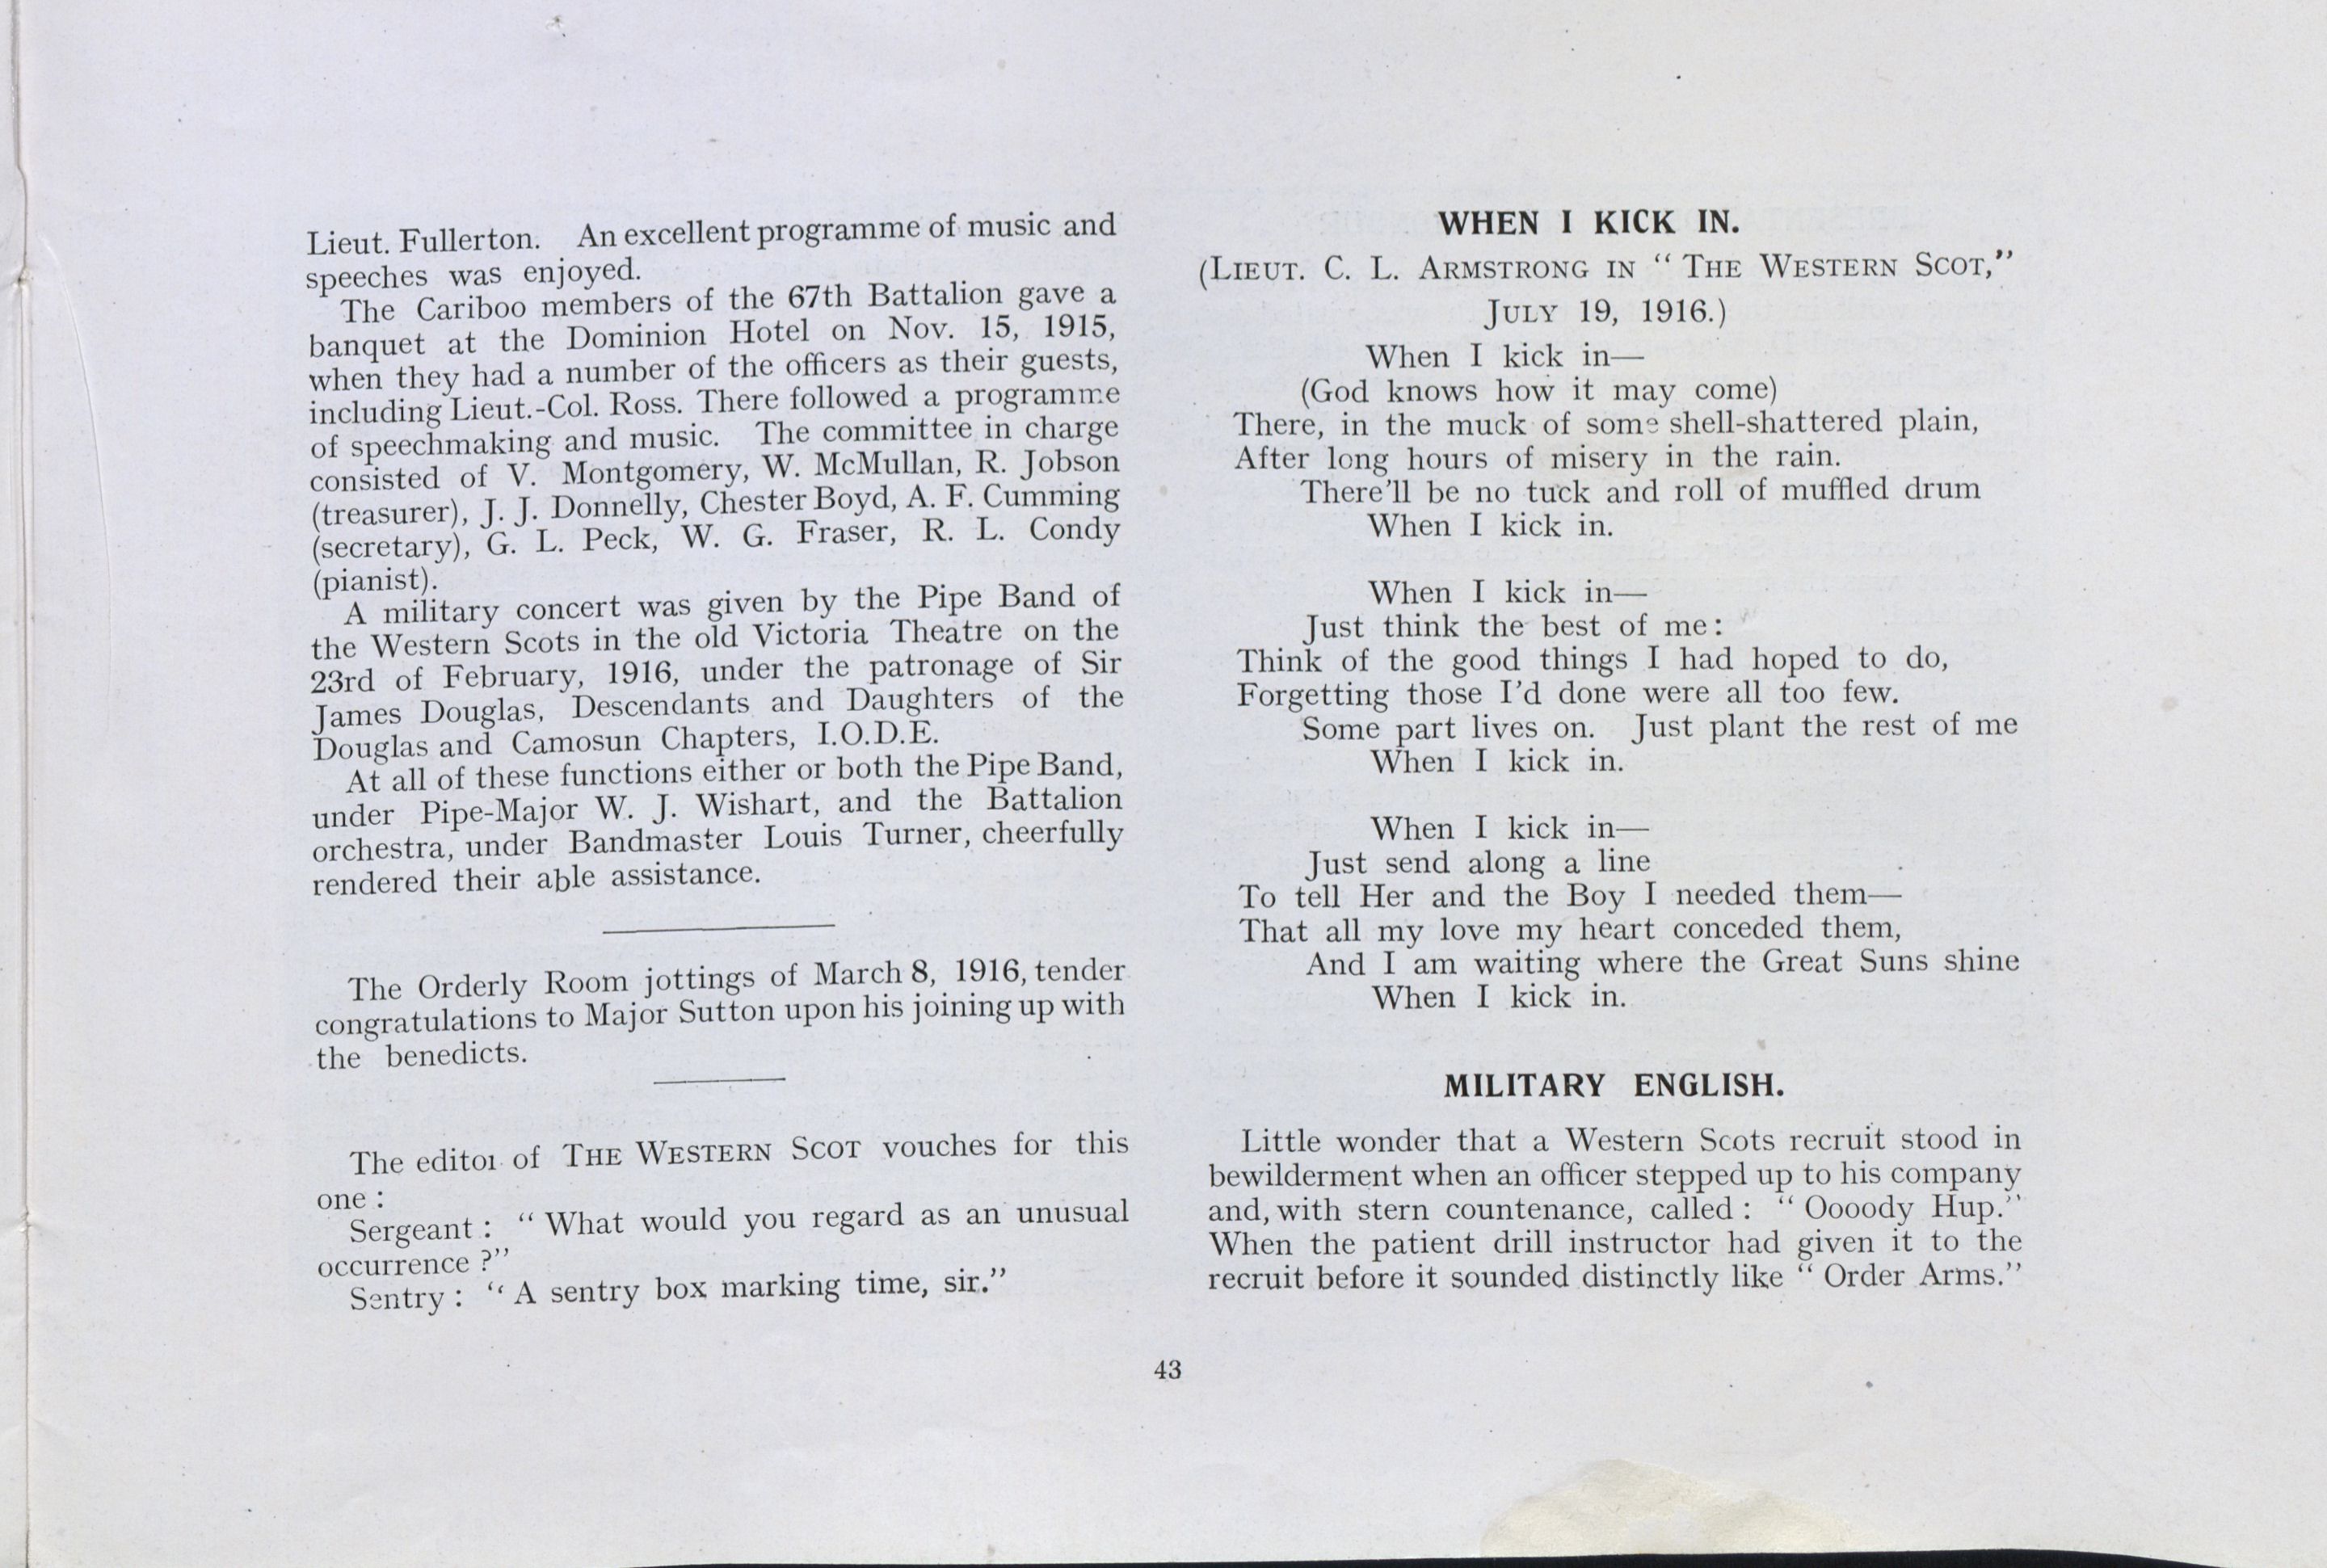 Lieut. Fullerton. An excellent programme of music and
speeches was enjoyed.
The Cariboo members of the 67th Battalion gave a
banquet at the Dominion Hotel on Nov. 15, 1915,
when they had a number of the officers as their guests,
including Lieut.-Col. Ross. There followed a programme
of speechmaking and music. The committee in charge
consisted of V. Montgomery, W. McMullan, R. Jobson
(treasurer), J. J. Donnelly, Chester Boyd, A. F. Cumming
(secretary), G. L. Peck, W. G. Fraser, R. L. Condy
(pianist).
A military concert was given by the Pipe Band of
the Western Scots in the old Victoria Theatre on the
23rd of February, 1916, under the patronage of Sir
James Douglas, Descendants and Daughters of the
Douglas and Camosun Chapters, I.O.D.E.
At all of these functions either or both the Pipe Band,
under Pipe-Major W. J. Wishart, and the Battalion
orchestra, under Bandmaster Louis Turner, cheerfully
rendered their able assistance.
The Orderly Room jottings of March 8, 1916, tender
congratulations to Major Sutton upon his joining up with
the benedicts.
The editor of THE WESTERN SCOT vouches for this
one :
Sergeant : “ What would you regard as an unusual
occurrence ?”
Sentry : “ A sentry box marking time, sir.”
WHEN I KICK IN.
(LIEUT. C. L. ARMSTRONG IN “ THE WESTERN SCOT,”
JULY 19, 1916.)
When I kick in—
(God knows how it may come)
There, in the muck of some shell-shattered plain,
After long hours of misery in the rain.
There’ll be no tuck and roll of muffled drum
When I kick in.
When I kick in—
Just think the best of me :
Think of the good things I had hoped to do,
Forgetting those I’d done were all too few.
Some part lives on. Just plant the rest of me
When I kick in.
When I kick in—
Just send along a line
To tell Her and the Boy I needed them—
That all my love my heart conceded them,
And I am waiting where the Great Suns shine
When I kick in.
MILITARY ENGLISH.
Little wonder that a Western Scots recruit stood in
bewilderment when an officer stepped up to his company
and, with stern countenance, called : “ Oooody Hup.”
When the patient drill instructor had given it to the
recruit before it sounded distinctly like “ Order Arms.”
43